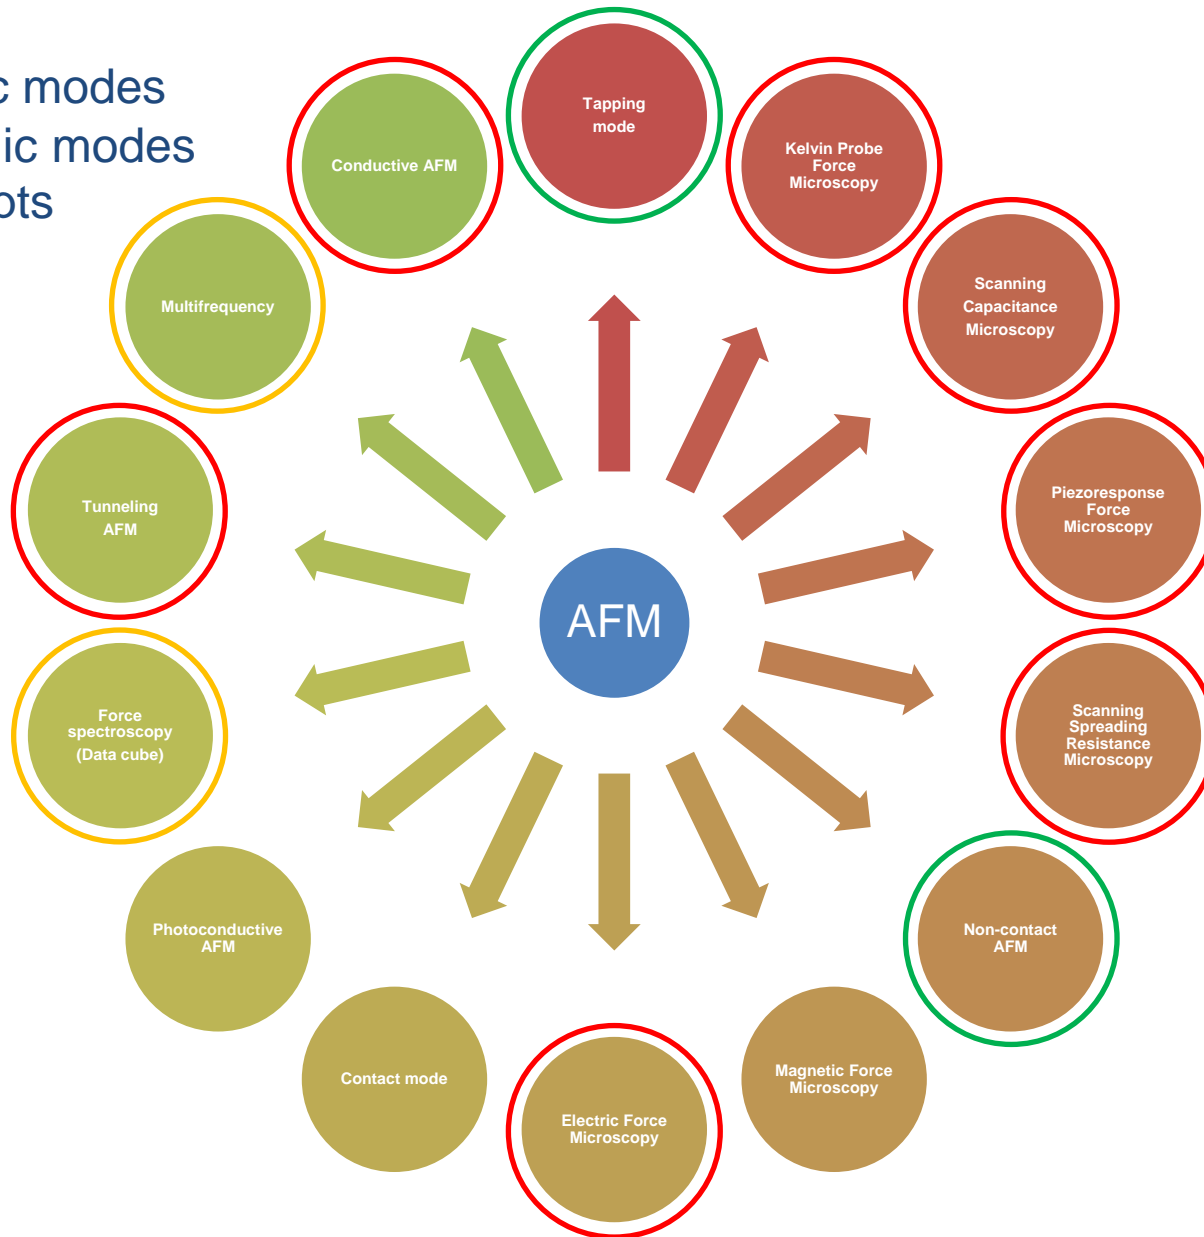 modes
modes
Tapping
mode
Kelvin Probe
Force
Microscopy
Scanning
Capacitance
Microscopy
Piezoresponse
Force
Microscopy
Scanning
Spreading
Resistance
Microscopy
Non-contact
AFM
Magnetic Force
Microscopy
Electric Force
Microscopy
Contact mode
Photoconductive
AFM
Force
spectroscopy
(Data cube)
Tunneling
AFM
Multifrequency
Conductive AFM
AFM